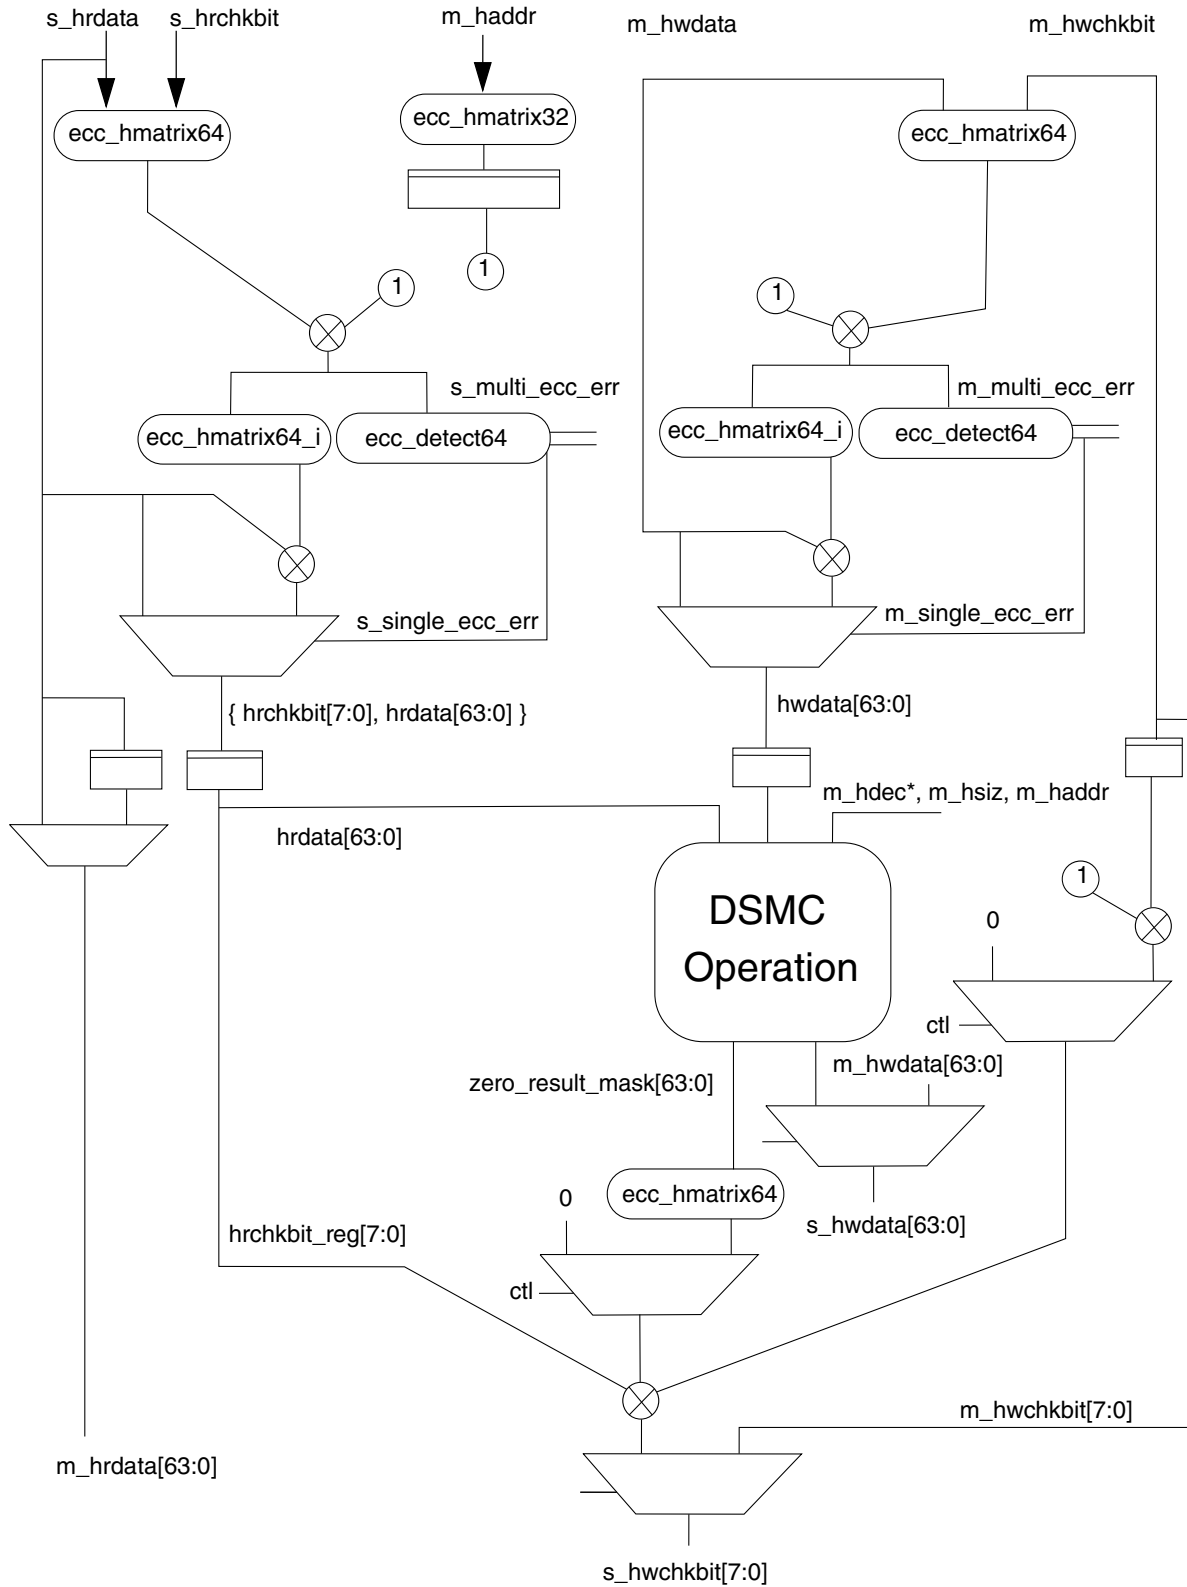 s_hrdata
s_hrchkbit
m_haddr
m_hwdata
m_hwchkbit
ecc_hmatrix64
ecc_hmatrix32
ecc_hmatrix64
1
1
1
s_multi_ecc_err
m_multi_ecc_err
ecc_hmatrix64_i
ecc_detect64
ecc_hmatrix64_i
ecc_detect64
s_single_ecc_err
m_single_ecc_err
{ hrchkbit[7:0], hrdata[63:0] }
hwdata[63:0]
m_hdec*, m_hsiz, m_haddr
hrdata[63:0]
1
DSMC
Operation
0
ctl
m_hwdata[63:0]
zero_result_mask[63:0]
ecc_hmatrix64
0
s_hwdata[63:0]
hrchkbit_reg[7:0]
ctl
m_hwchkbit[7:0]
m_hrdata[63:0]
s_hwchkbit[7:0]